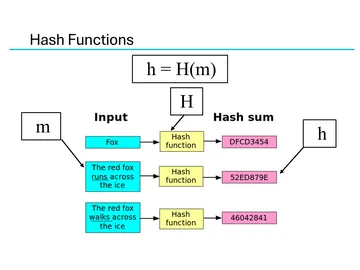 Hash Functions
h = H(m)
H
Input
Hash sum
m
h
Fox
Hash
function
DFCD3454
The red fox
runs across
the ice
Hash
function
52ED879E
The red fox
walks across
the ice
Hash
function
46042841